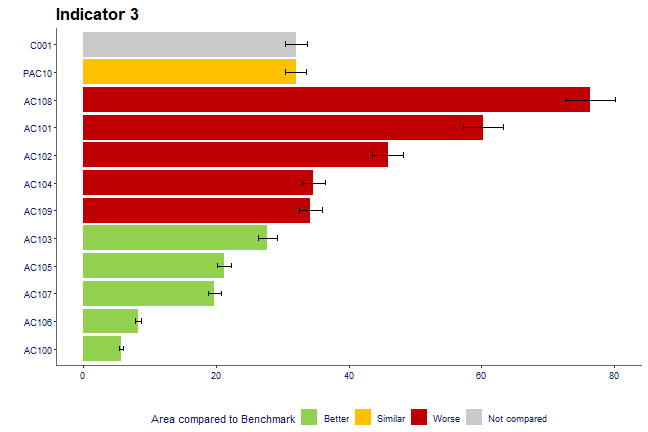 Indicator 3
C001
PAC10
AC108
AC101
AC102
AC104
AC109
AC103
AC105
AC107
AC106
AC100
0 20 40 60 80
Area compared to Benchmark Better Similar Worse Not compared